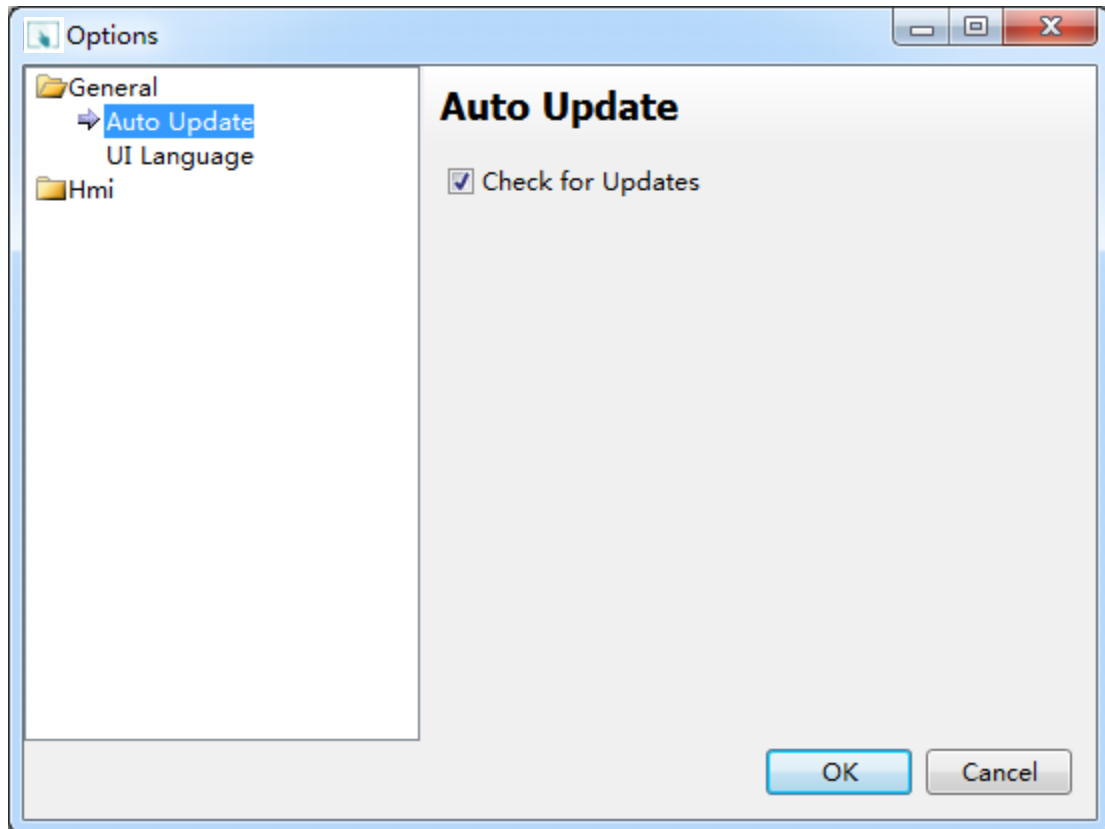 Options
General
Auto Update
UI Language
Hmi
Auto Update
Check for Updates
OK
Cancel